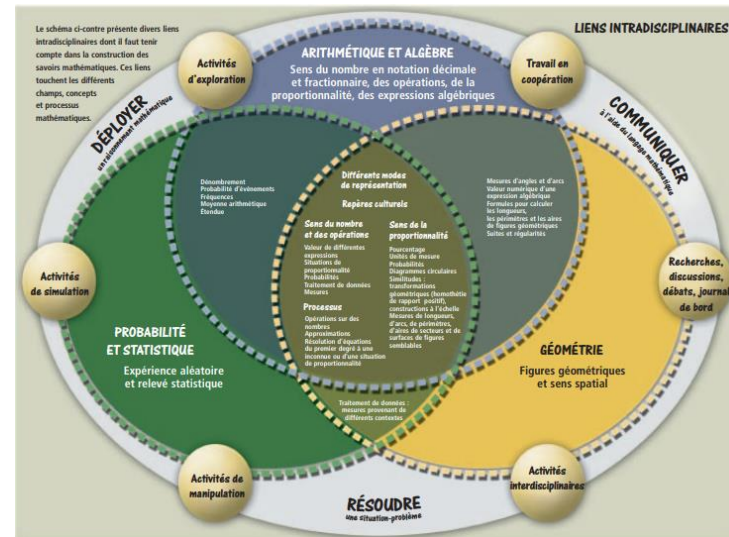 Le schéma ci-contre présente divers liens
intradisciplinaires dont il faut tenir
compte dans la construction des
savoirs mathématiques. Ces liens
touchent les différents
champs, concepts
et processus
mathématiques.
LIENS INTRADISCIPLINAIRES
Activités
d'exploration
ARITHMÉTIQUE ET ALGÈBRE
Sens du nombre en notation décimale
et fractionnaire, des opérations, de la
proportionnalité, des expressions algébriques
Travail en
coopération
DÉPLOYER
un raisonnement mathématique
COMMUNIQUER
à l'aide du langage mathématique
Dénombrement
Probabilité d'événements
Fréquences
Moyenne arithmétique
Étendue
Différents modes
de représentation
Repères culturels
Sens du nombre
et des opérations
Valeur de différentes
expressions
Situations de
proportionnalité
Probabilités
Traitement de données
Mesures
Processus
Opérations sur des
nombres
Approximations
Résolution d'équations
du premier degré à une
inconnue ou d'une situation
de proportionnalité
Sens de la
proportionnalité
Pourcentage
Unités de mesure
Probabilités
Diagrammes circulaires
Similitudes :
transformations
géométriques (homothétie
de rapport positif),
constructions à l'échelle
Mesures de longueurs,
d'arcs, de périmètres,
d'aires de secteurs et de
surfaces de figures
semblables
Mesures d'angles et d'arcs
Valeur numérique d'une
expression algébrique
Formules pour calculer
les longueurs,
les périmètres et les aires
de figures géométriques
Suites et régularités
Activités
de simulation
Recherches,
discussions,
débats, journal
de bord
PROBABILITÉ
ET STATISTIQUE
Expérience aléatoire
et relevé statistique
GÉOMÉTRIE
Figures géométriques
et sens spatial
Traitement de données :
mesures provenant de
différents contextes
Activités de
manipulation
RÉSOUDRE
une situation-problème
Activités
interdisciplinaires